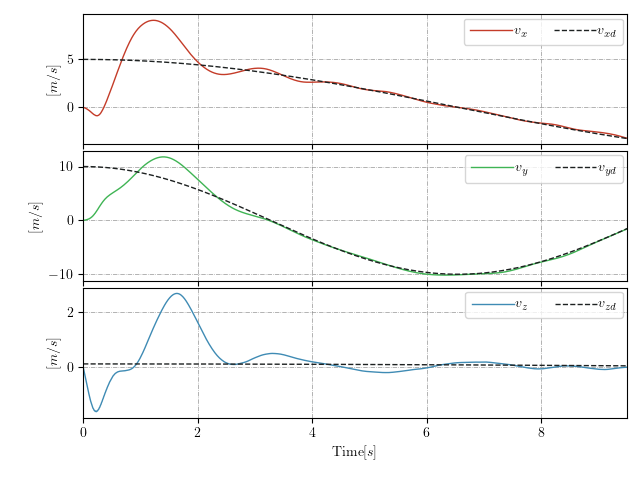 5
0
[m/s]
v_x v_xd
10
0
−10
[m/s]
v_y v_yd
2
0
[m/s]
v_z v_zd
0 2 4 6 8
Time[s]